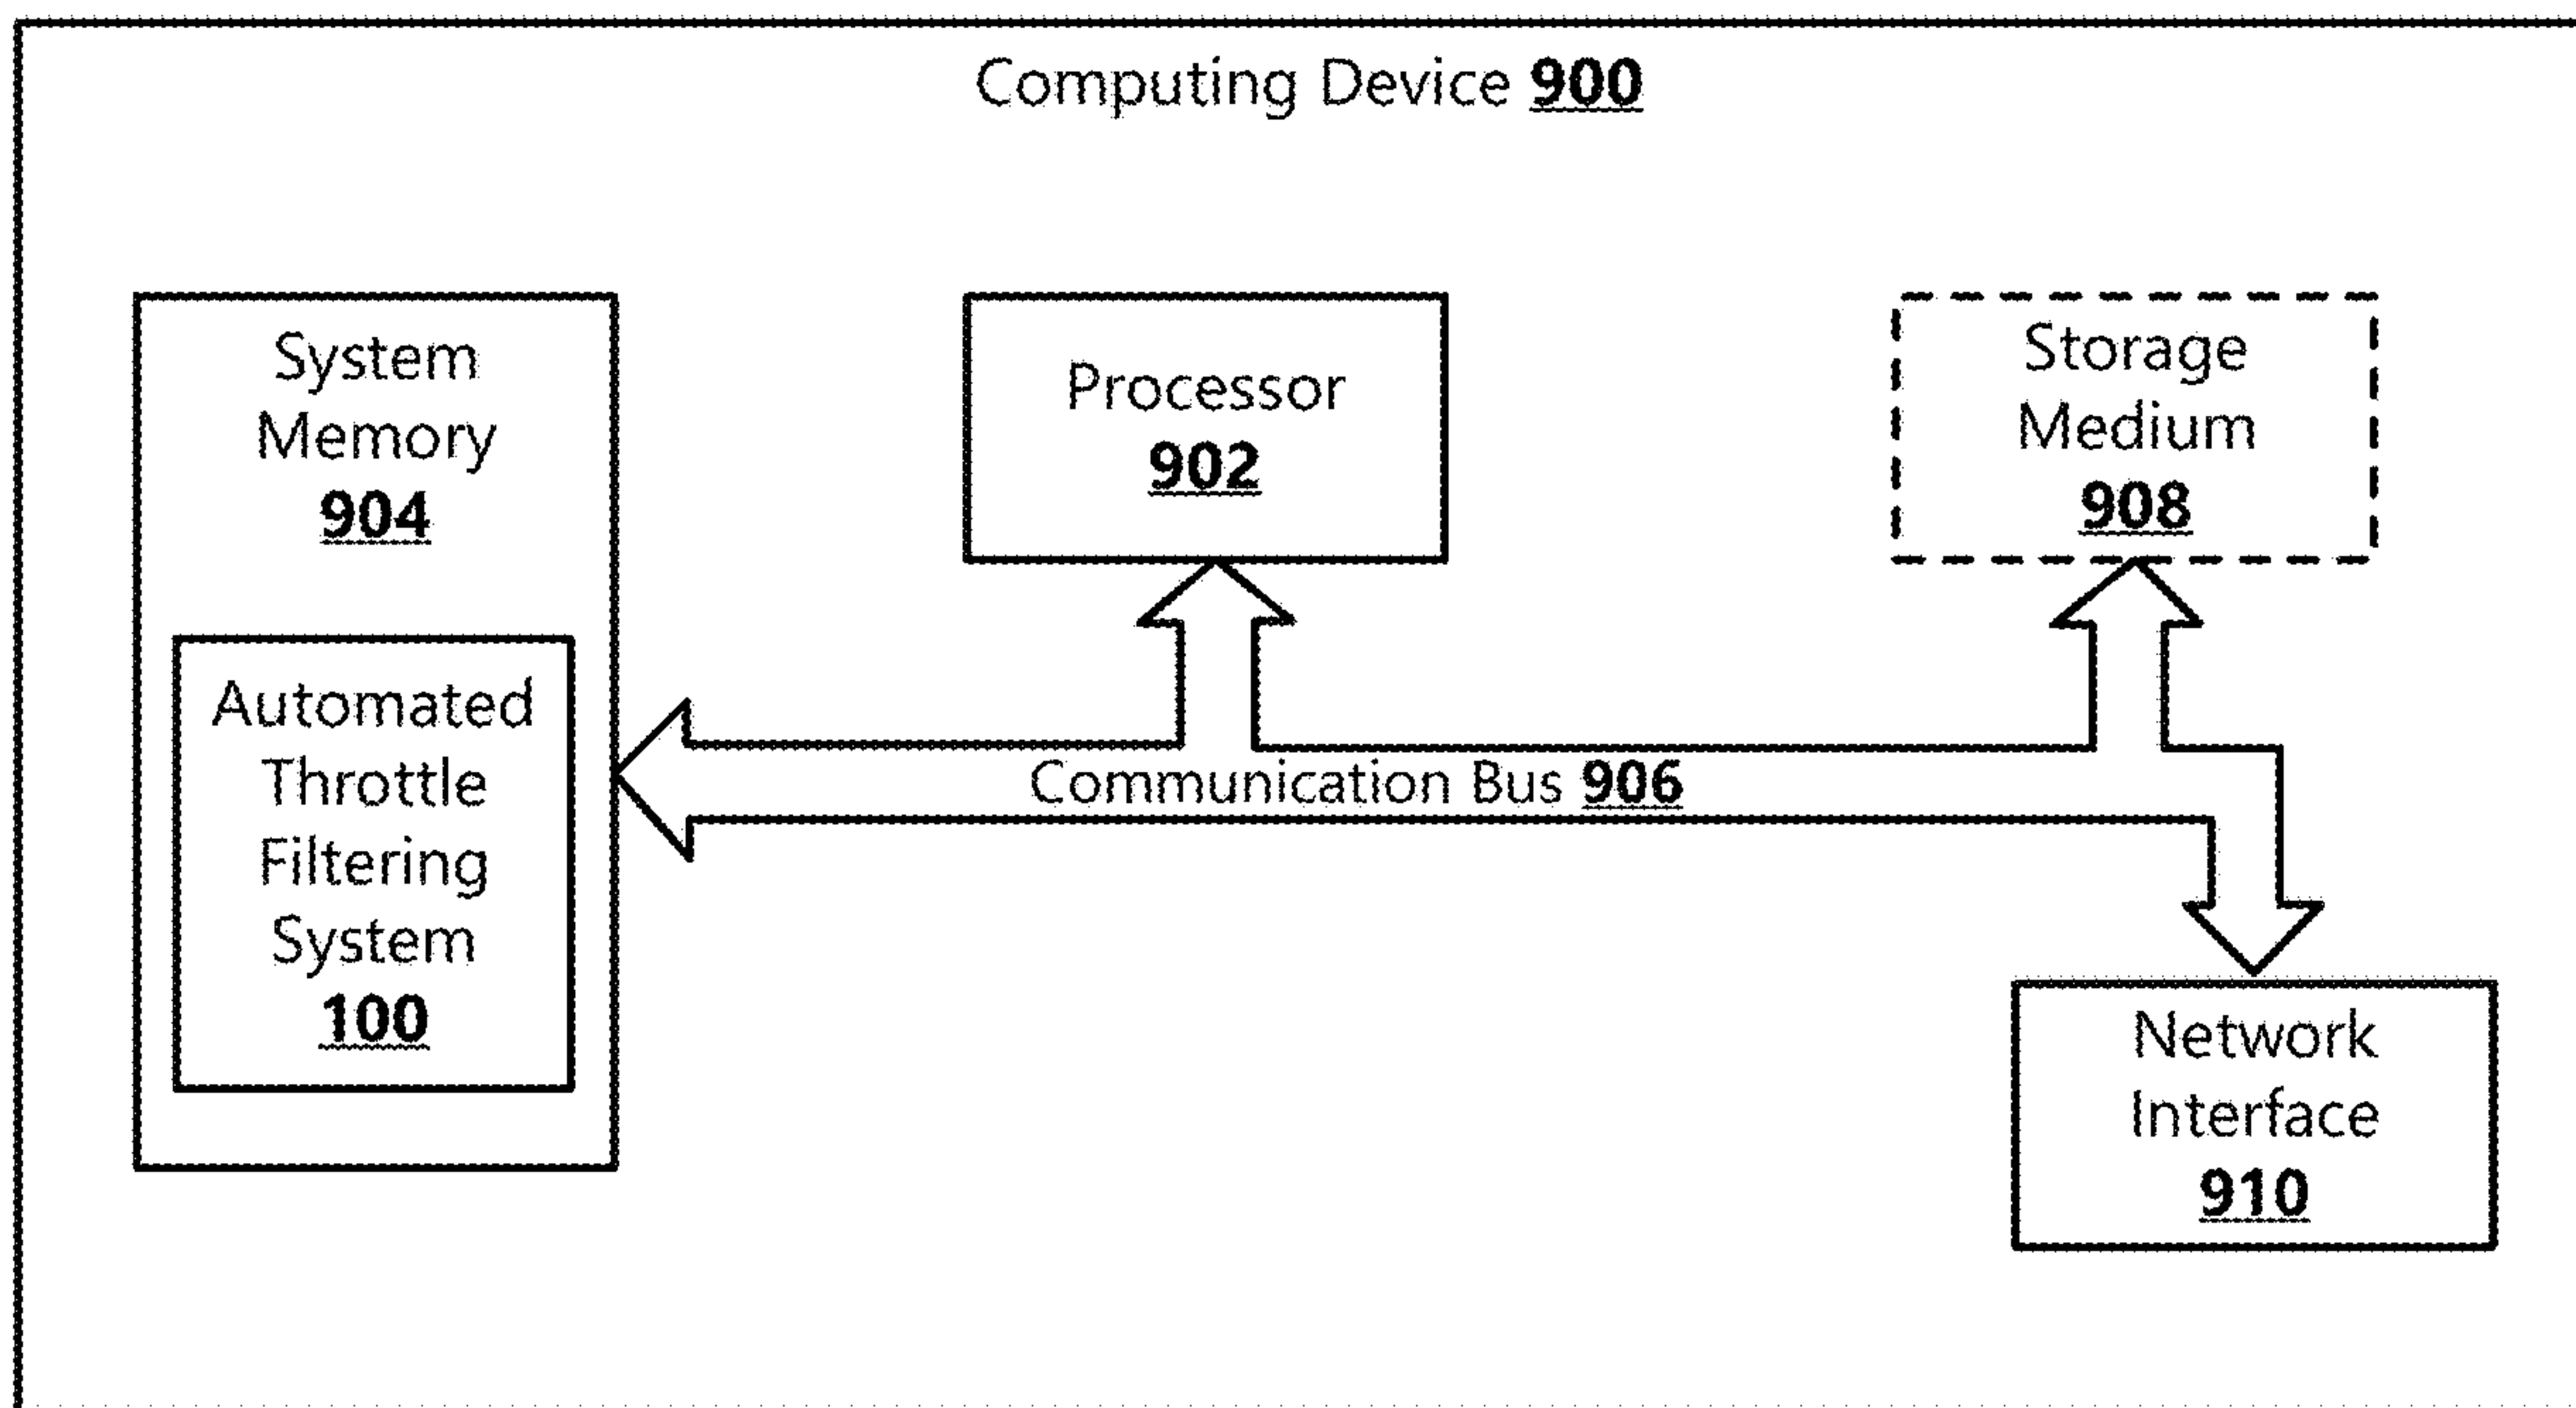 Computing Device 900
System
Memory
904
Automated
Throttle
Filtering
System
100
Processor
902
Storage
Medium
908
Communication Bus 906
Network
Interface
910